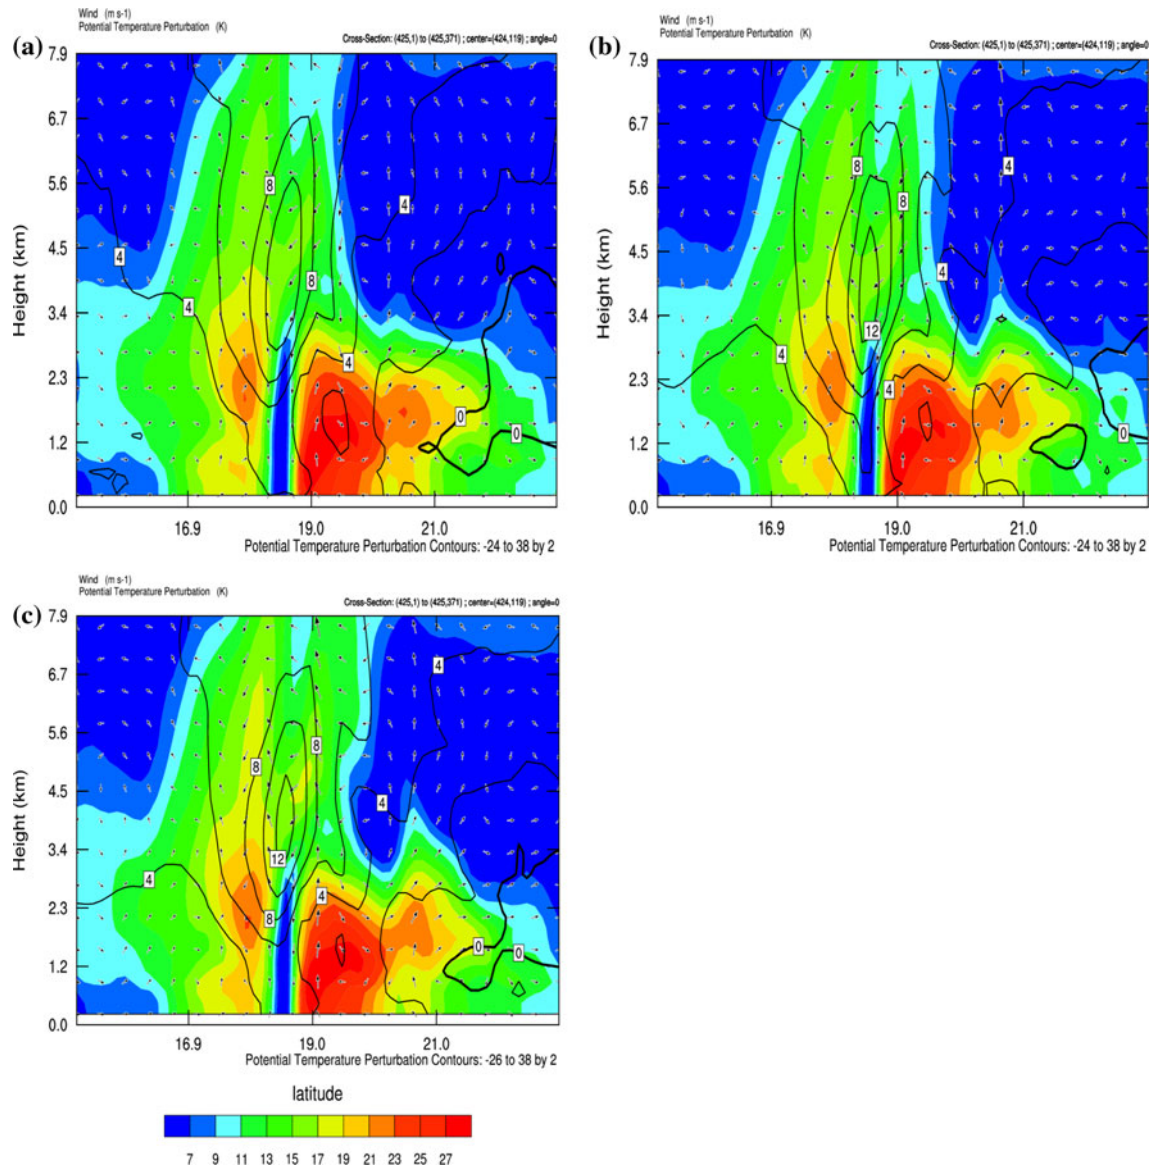 Wind (m s-1)
Potential Temperature Perturbation (K)
Cross-Section: (425,1) to (425,371) ; center=(424,119) ; angle=0
(a)
7.9
6.7
5.6
4.5
3.4
2.3
1.2
0.0
Height (km)
4
8
4
4
8
4
0
0
16.9 19.0 21.0
Potential Temperature Perturbation Contours: -24 to 38 by 2
Wind (m s-1)
Potential Temperature Perturbation (K)
Cross-Section: (425,1) to (425,371) ; center=(424,119) ; angle=0
(b)
7.9
6.7
5.6
4.5
3.4
2.3
1.2
0.0
Height (km)
8
4
8
4
12
4
4
0
16.9 19.0 21.0
Potential Temperature Perturbation Contours: -24 to 38 by 2
Wind (m s-1)
Potential Temperature Perturbation (K)
Cross-Section: (425,1) to (425,371) ; center=(424,119) ; angle=0
(c)
7.9
6.7
5.6
4.5
3.4
2.3
1.2
0.0
Height (km)
4
8
8
4
12
4
4
8
0
0
16.9 19.0 21.0
Potential Temperature Perturbation Contours: -26 to 38 by 2
latitude
7 9 11 13 15 17 19 21 23 25 27